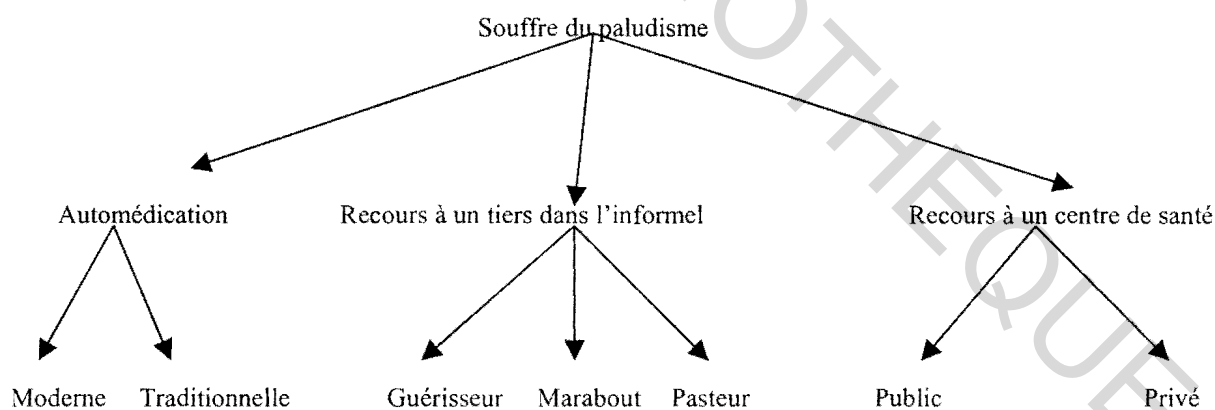 Souffre du paludisme
Automédication Recours à un tiers dans l'informel Recours à un centre de santé
Moderne Traditionnelle Guérisseur Marabout Pasteur Public Privé
OTHEQUE